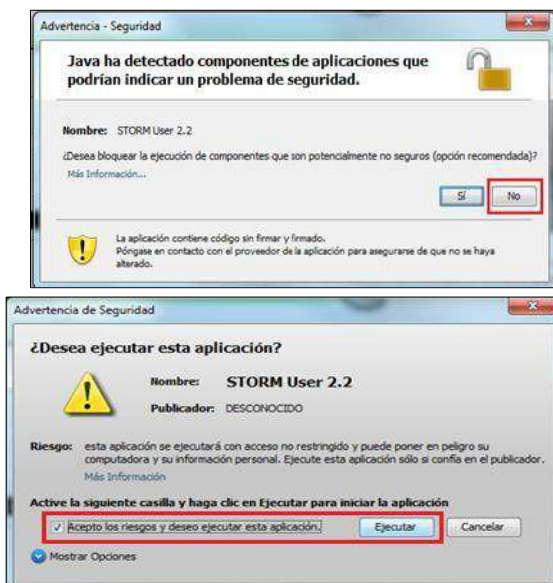 Advertencia - Seguridad
Java ha detectado componentes de aplicaciones que
podrían indicar un problema de seguridad.
Nombre: STORM User 2.2
¿Desea bloquear la ejecución de componentes que son potencialmente no seguros (opción recomendada)?
Más Información...
Sí No
La aplicación contiene código sin firmar y firmado.
Póngase en contacto con el proveedor de la aplicación para asegurarse de que no se haya
alterado.
Advertencia de Seguridad
¿Desea ejecutar esta aplicación?
Nombre: STORM User 2.2
Publicador: DESCONOCIDO
Riesgo: esta aplicación se ejecutará con acceso no restringido y puede poner en peligro su
computadora y su información personal. Ejecute esta aplicación sólo si confía en el publicador.
Más Información
Active la siguiente casilla y haga clic en Ejecutar para iniciar la aplicación
Acepto los riesgos y deseo ejecutar esta aplicación. Ejecutar Cancelar
Mostrar Opciones